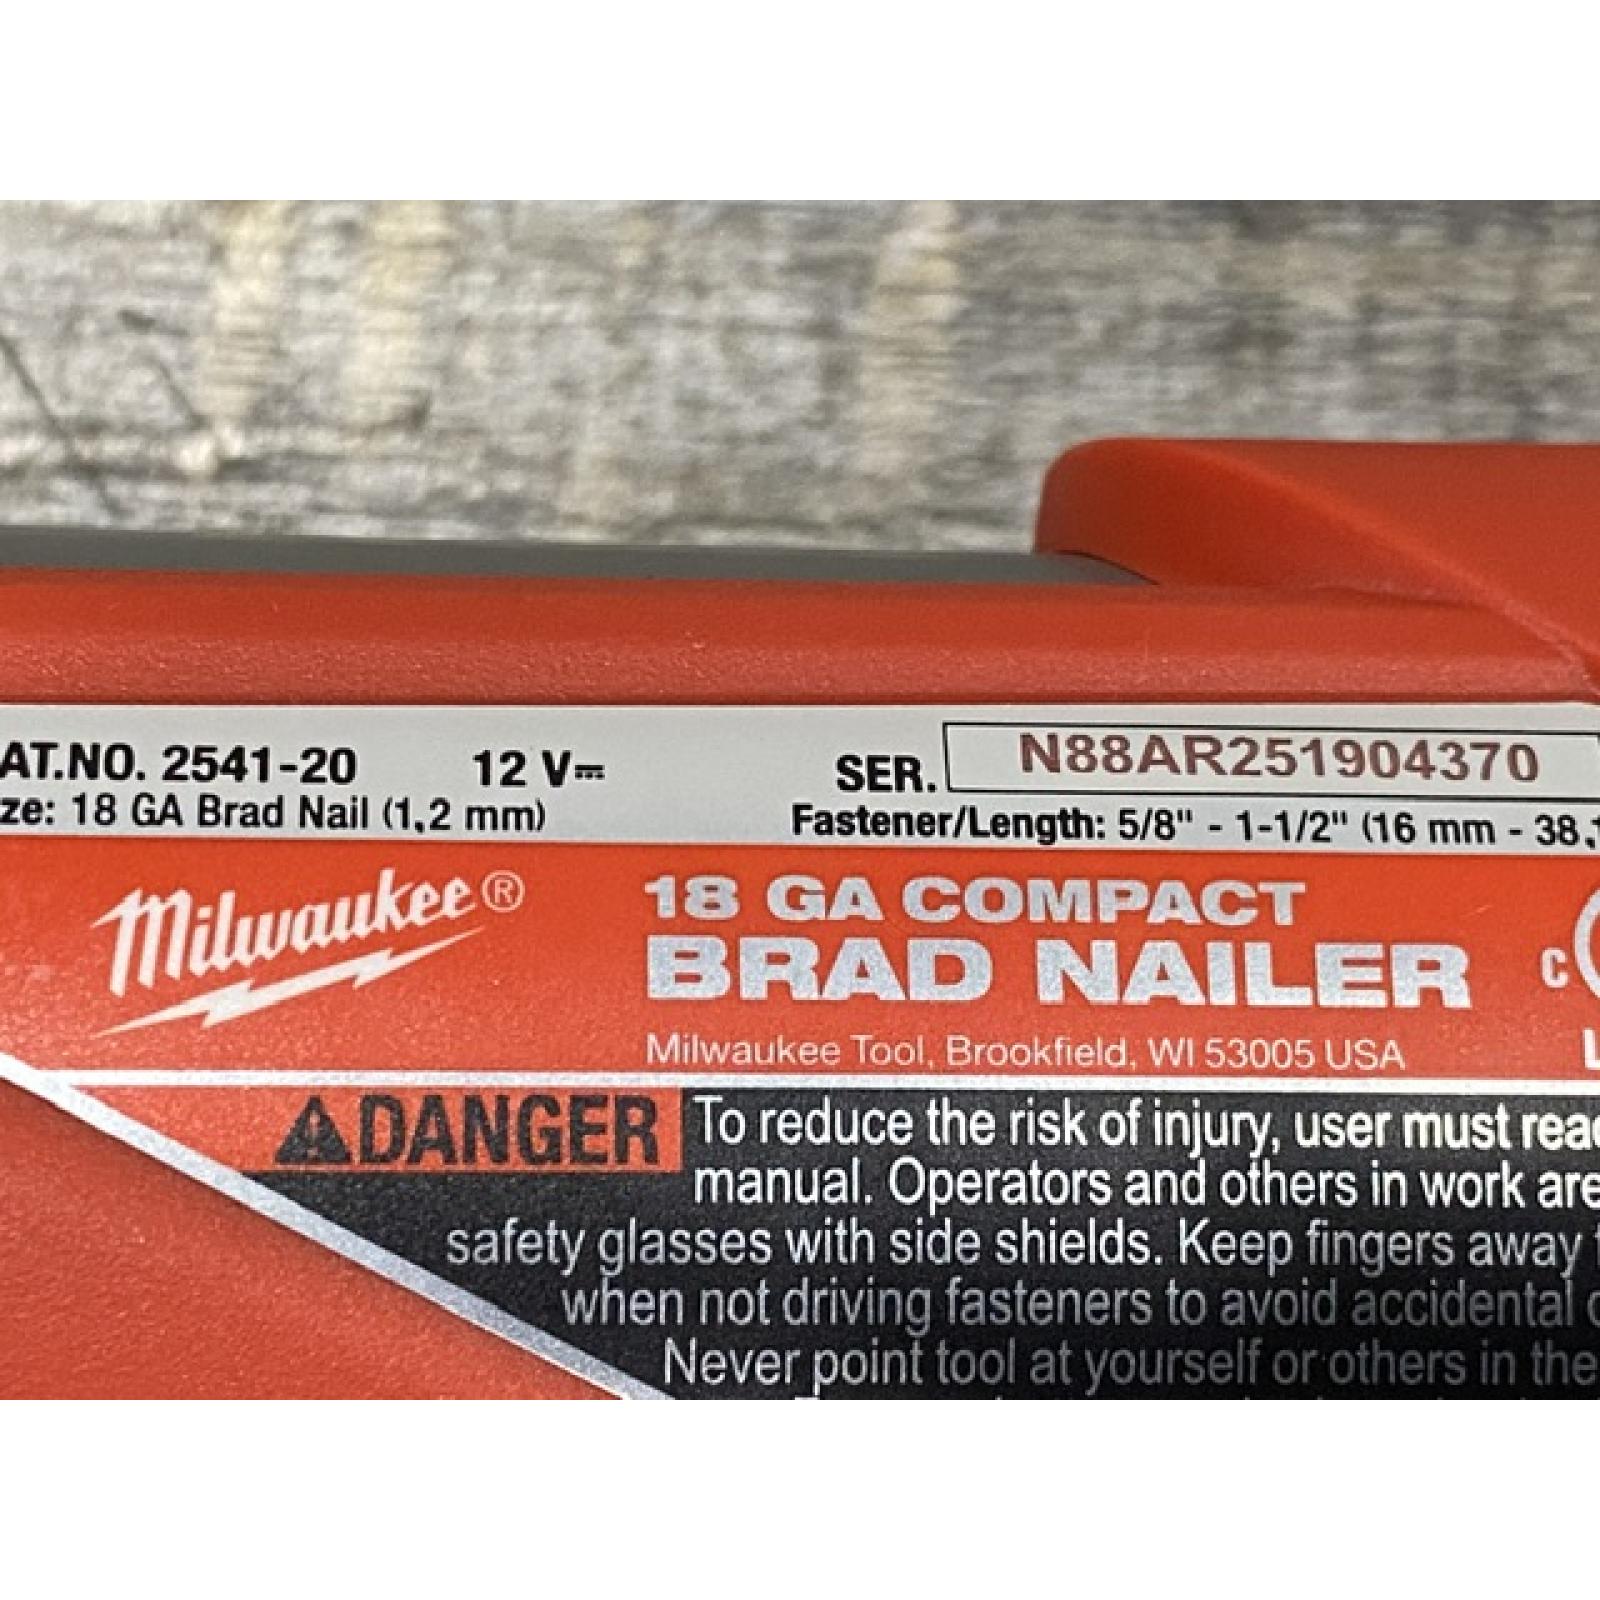 AT.NO. 2541-20 12 V⎓ SER. N88AR251904370
ze: 18 GA Brad Nail (1,2 mm) Fastener/Length: 5/8" - 1-1/2" (16 mm - 38,
Milwaukee® 18 GA COMPACT
BRAD NAILER
C
Milwaukee Tool, Brookfield, WI 53005 USA
⚠DANGER To reduce the risk of injury, user must rea
manual. Operators and others in work are
safety glasses with side shields. Keep fingers away
when not driving fasteners to avoid accidental
Never point tool at yourself or others in the